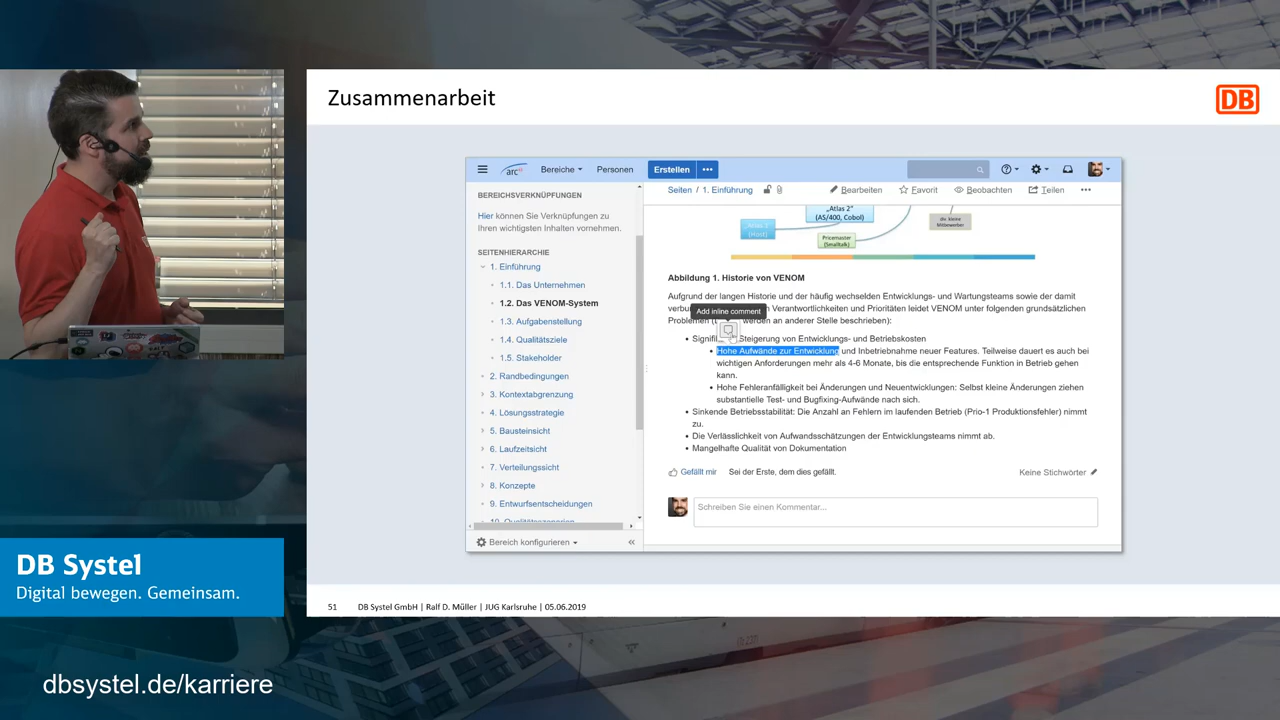 Zusammenarbeit
DB
arc
Bereiche
Personen
Erstellen
BEREICHSVERKNÜPFUNGEN
Hier können Sie Verknüpfungen zu
Ihren wichtigsten Inhalten vornehmen.
SEITENHIERARCHIE
1. Einführung
1.1. Das Unternehmen
1.2. Das VENOM-System
1.3. Aufgabenstellung
1.4. Qualitätsziele
1.5. Stakeholder
2. Randbedingungen
3. Kontextabgrenzung
4. Lösungsstrategie
5. Bausteinsicht
6. Laufzeitsicht
7. Verteilungssicht
8. Konzepte
9. Entwurfsentscheidungen
10. Qualitätsszenarien
Bereich konfigurieren
Seiten / 1. Einführung
Bearbeiten
Favorit
Beobachten
Teilen
„Atlas 2“
(AS/400, Cobol)
(Host)
Pricemaster
(Smalltalk)
div. kleine
Mitbewerber
Abbildung 1. Historie von VENOM
Aufgrund der langen Historie und der häufig wechselnden Entwicklungs- und Wartungsteams sowie der damit
Add inline comment
Verantwortlichkeiten und Prioritäten leidet VENOM unter folgenden grundsätzlichen
werden an anderer Stelle beschrieben):
Steigerung von Entwicklungs- und Betriebskosten
Hohe Aufwände zur Entwicklung und Inbetriebnahme neuer Features. Teilweise dauert es auch bei
wichtigen Anforderungen mehr als 4-6 Monate, bis die entsprechende Funktion in Betrieb gehen
kann.
Hohe Fehleranfälligkeit bei Änderungen und Neuentwicklungen: Selbst kleine Änderungen ziehen
substantielle Test- und Bugfixing-Aufwände nach sich.
Sinkende Betriebsstabilität: Die Anzahl an Fehlern im laufenden Betrieb (Prio-1 Produktionsfehler) nimmt
zu.
Die Verlässlichkeit von Aufwandsschätzungen der Entwicklungsteams nimmt ab.
Mangelhafte Qualität von Dokumentation
Gefällt mir
Sei der Erste, dem dies gefällt.
Keine Stichwörter
Schreiben Sie einen Kommentar...
DB Systel
Digital bewegen. Gemeinsam.
51
DB Systel GmbH | Ralf D. Müller | JUG Karlsruhe | 05.06.2019
dbsystel.de/karriere